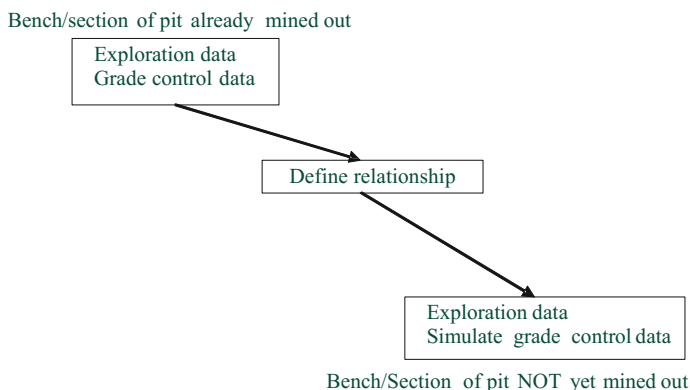 Bench/section of pit already mined out
Exploration data
Grade control data
Define relationship
Exploration data
Simulate grade control data
Bench/Section of pit NOT yet mined out